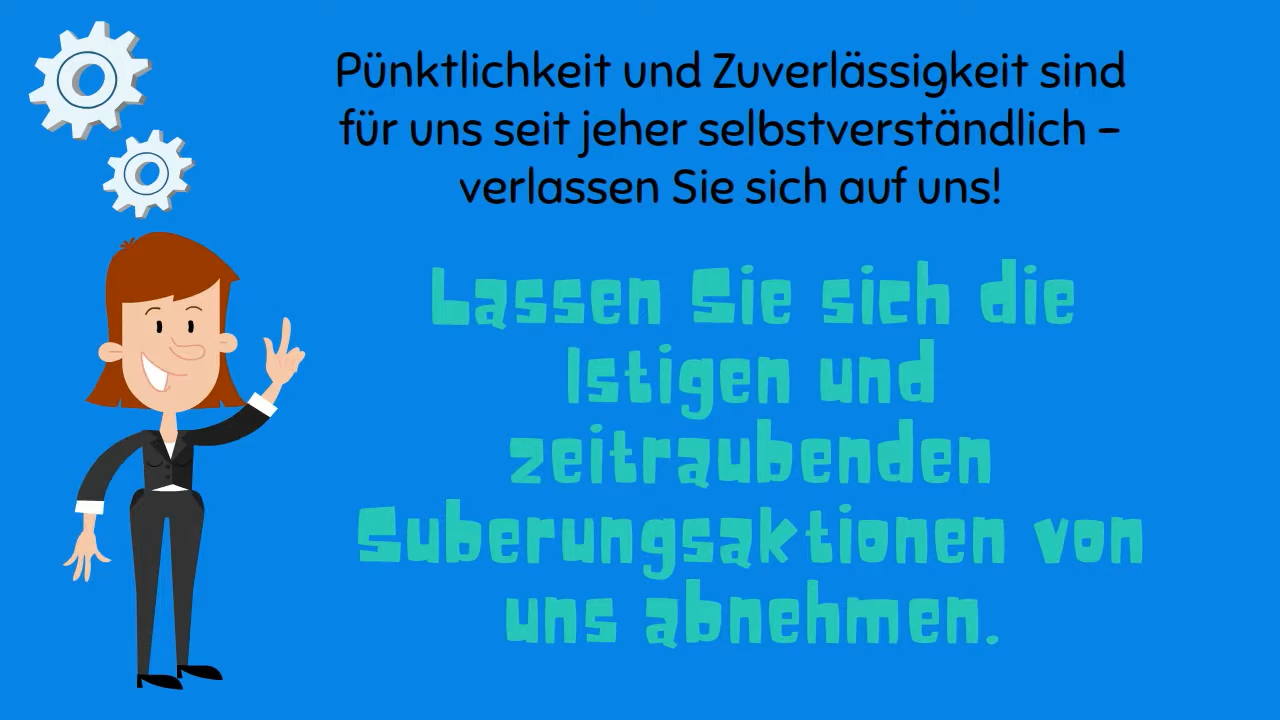 Pünktlichkeit und Zuverlässigkeit sind
für uns seit jeher selbstverständlich –
verlassen Sie sich auf uns!
Lassen Sie sich die
lstigen und
zeitraubenden
Suberungsaktionen von
uns abnehmen.